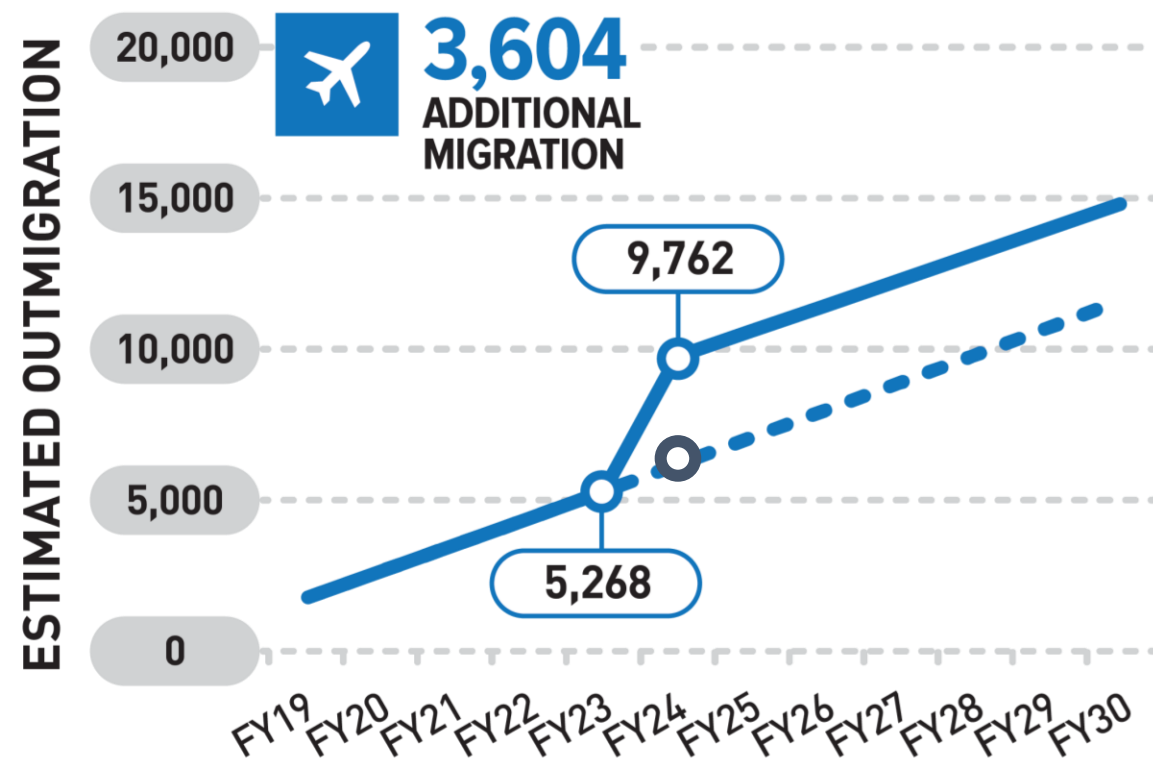 ESTIMATED OUTMIGRATION
20,000
15,000
10,000
5,000
0
3,604
ADDITIONAL
MIGRATION
9,762
5,268
FY19
FY20
FY21
FY22
FY23
FY24
FY25
FY26
FY27
FY28
FY29
FY30